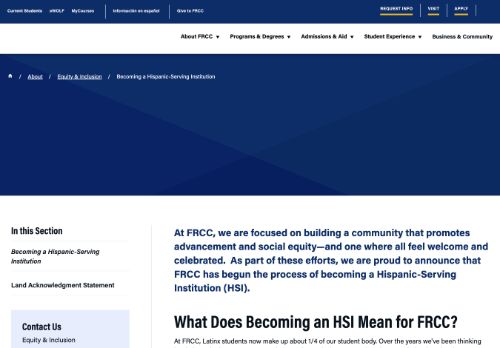 Current Students eWOLF MyCourses Información en español Give to FRCC REQUEST INFO VISIT APPLY
About FRCC ▼ Programs & Degrees ▼ Admissions & Aid ▼ Student Experience ▼ Business & Community
/ About / Equity & Inclusion / Becoming a Hispanic-Serving Institution
In this Section
Becoming a Hispanic-Serving
Institution
Land Acknowledgment Statement
Contact Us
Equity & Inclusion
At FRCC, we are focused on building a community that promotes
advancement and social equity—and one where all feel welcome and
celebrated. As part of these efforts, we are proud to announce that
FRCC has begun the process of becoming a Hispanic-Serving
Institution (HSI).
What Does Becoming an HSI Mean for FRCC?
At FRCC, Latinx students now make up about 1/4 of our student body. Over the years we've been thinking